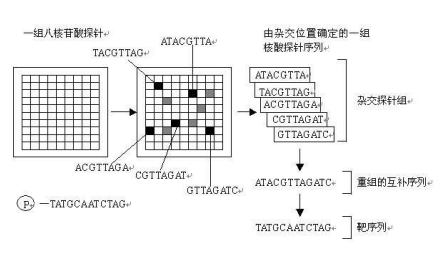 一组八核苷酸探针
ATACGTTA
TACGTTAG
由杂交位置确定的一组
核酸探针序列
ATACGTTA
TACGTTAG
ACGTTAGA
CGTTAGAT
GTTAGATC
杂交探针组
ACGTTAGA
CGTTAGAT
GTTAGATC
ATACGTTAGATC
重组的互补序列
P —TATGCAATCTAG
TATGCAATCTAG
靶序列